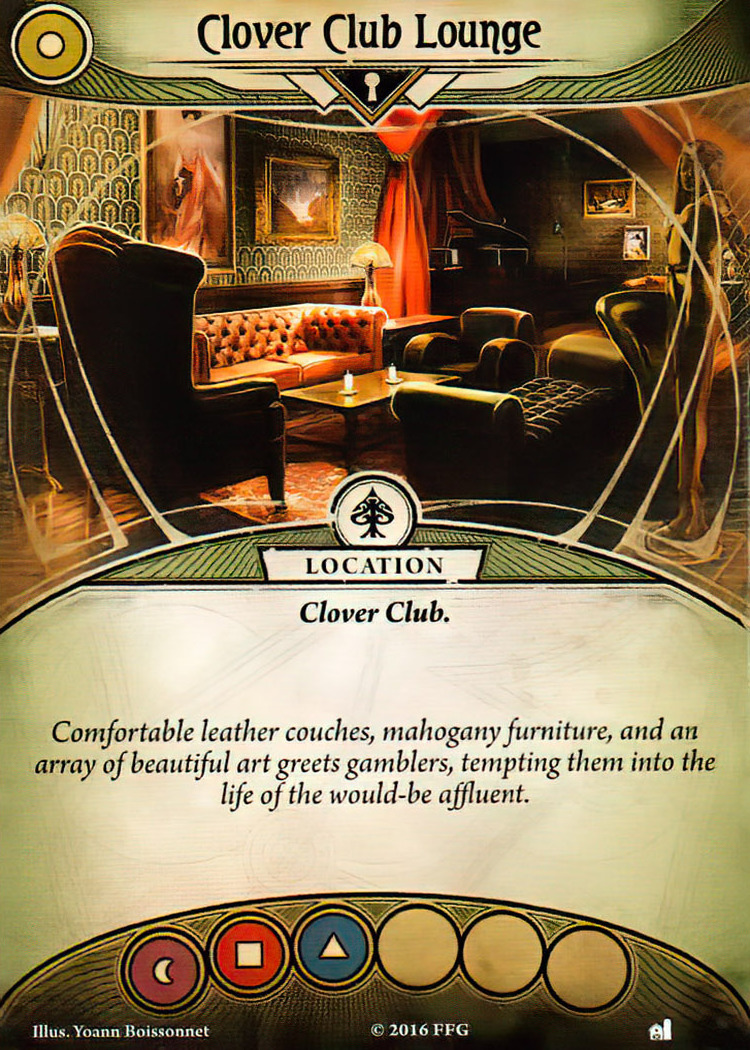 Clover Club Lounge
LOCATION
Clover Club.
Comfortable leather couches, mahogany furniture, and an
array of beautiful art greets gamblers, tempting them into the
life of the would-be affluent.
Illus. Yoann Boissonnet
© 2016 FFG